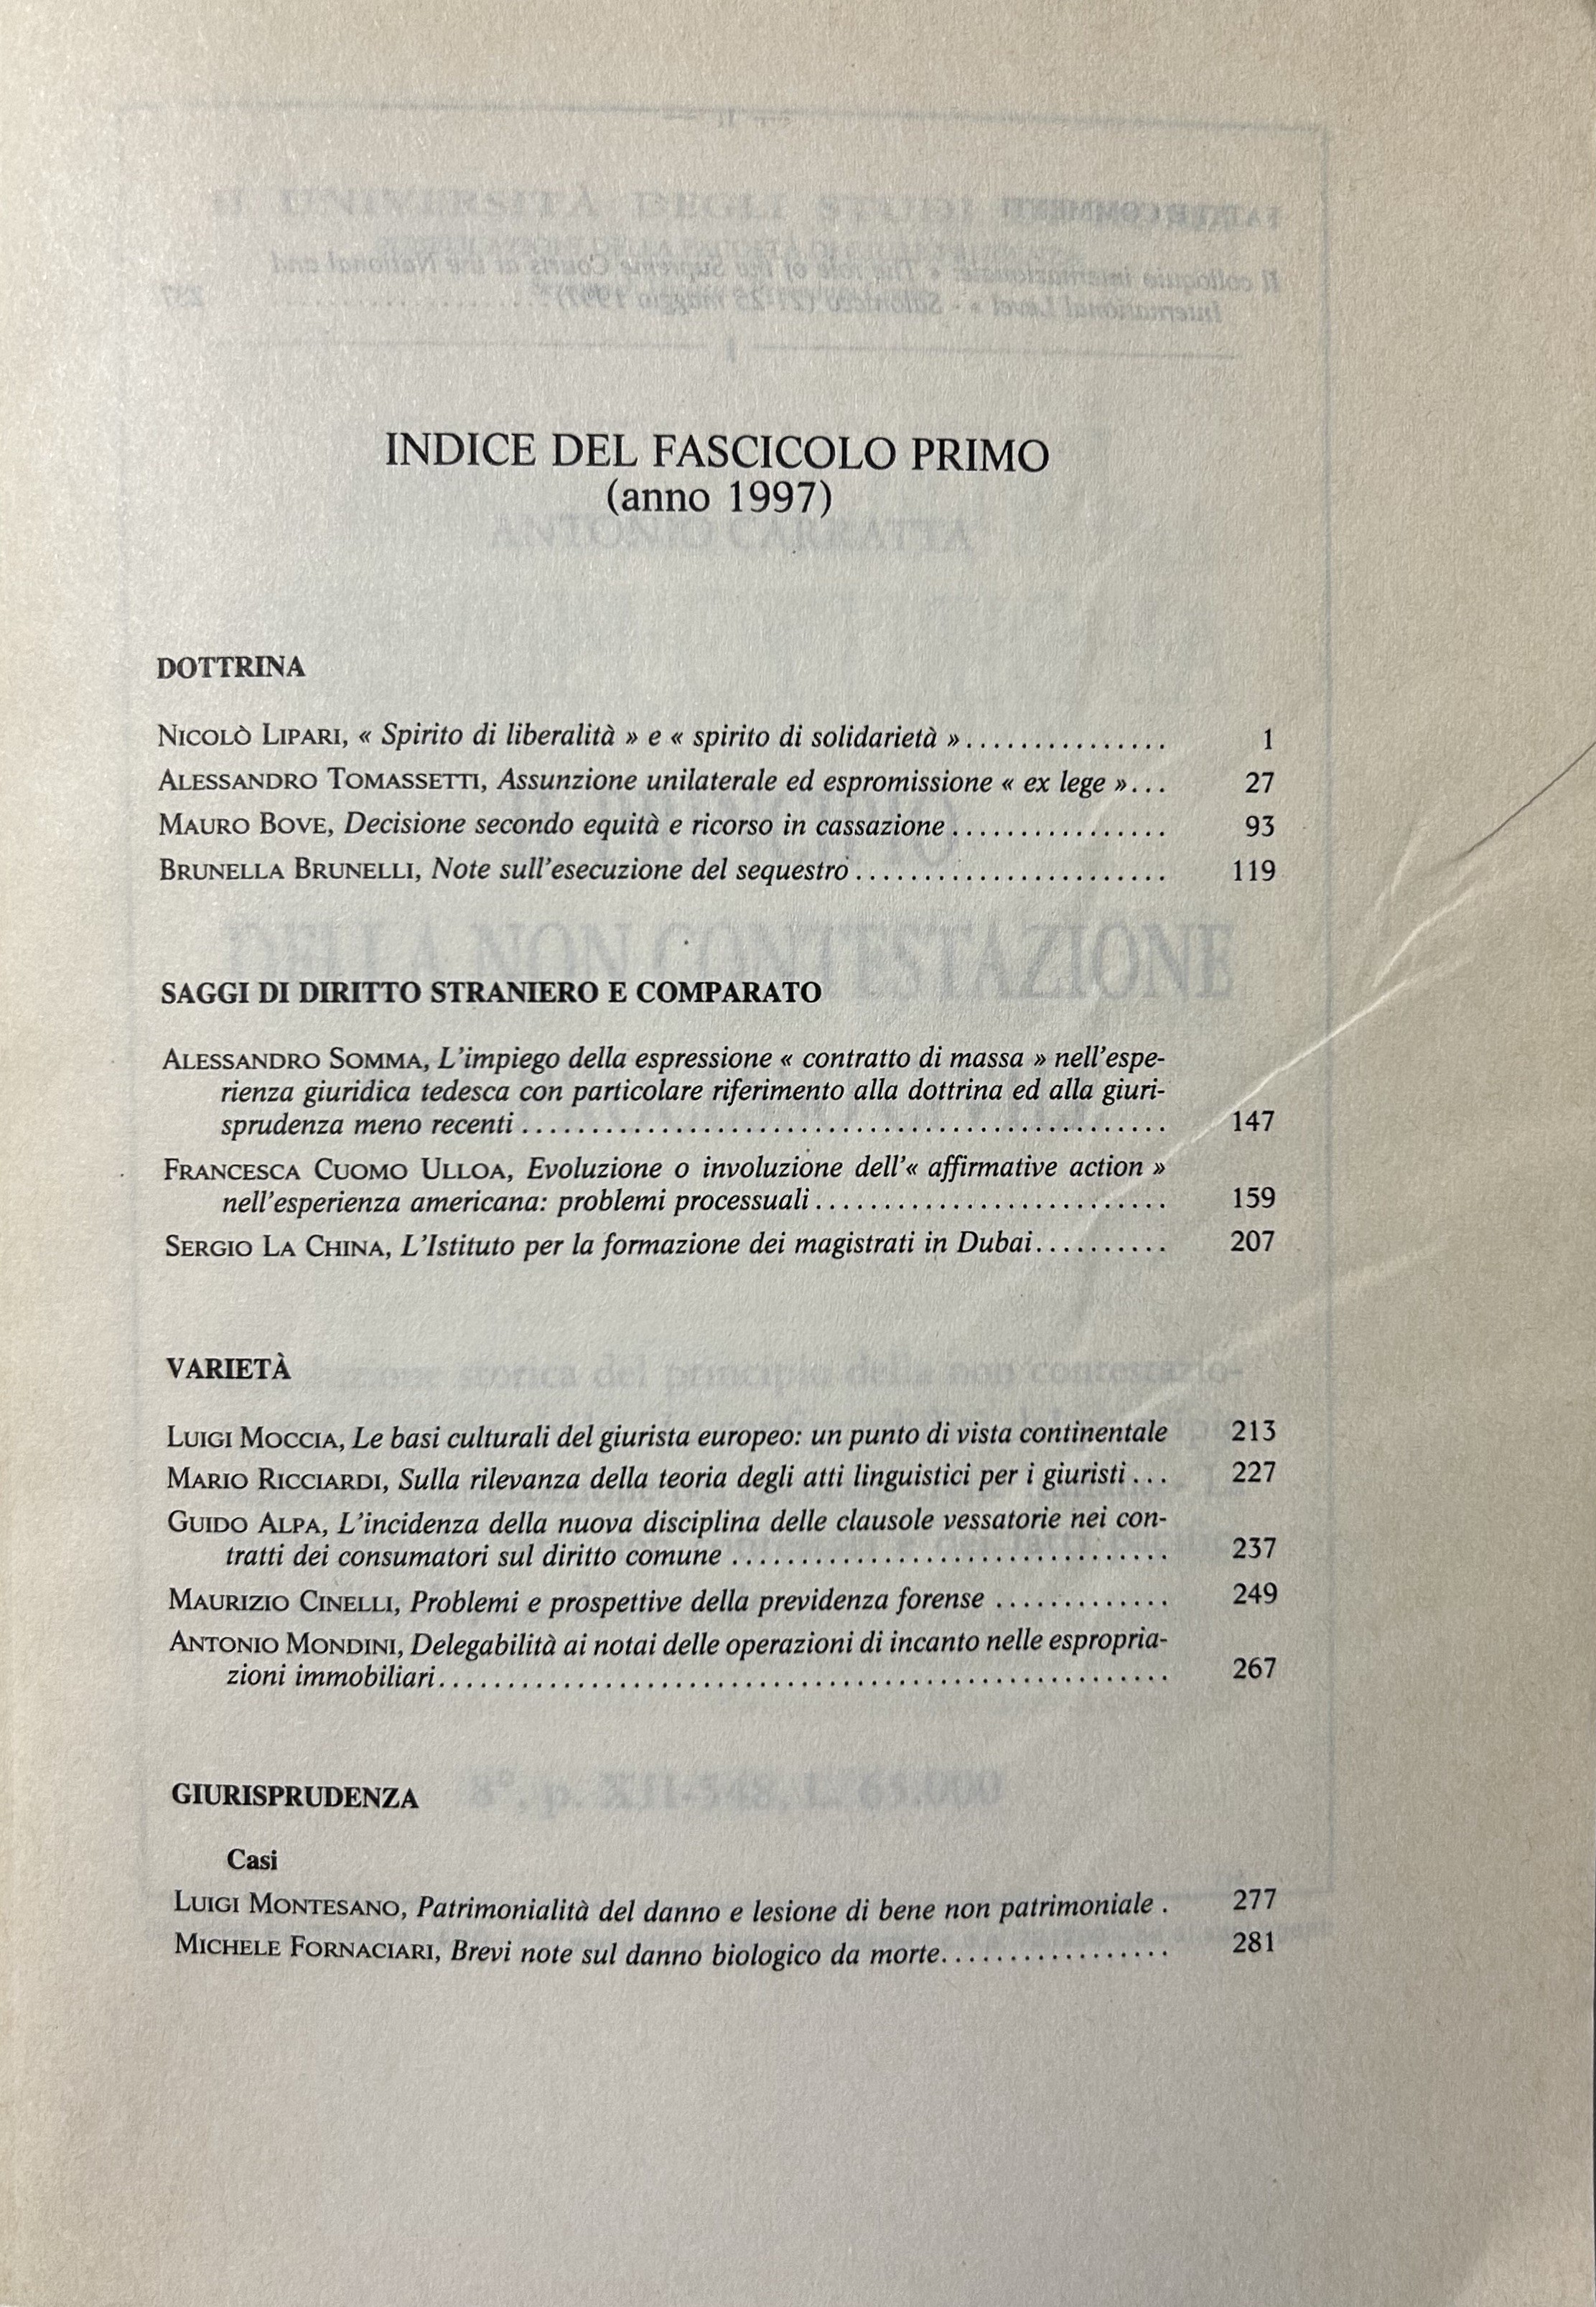 INDICE DEL FASCICOLO PRIMO
(anno 1997)
DOTTRINA
NICOLÒ LIPARI, « Spirito di liberalità » e « spirito di solidarietà » ............... 1
ALESSANDRO TOMASSETTI, Assunzione unilaterale ed espromissione « ex lege » ... 27
MAURO BOVE, Decisione secondo equità e ricorso in cassazione ................ 93
BRUNELLA BRUNELLI, Note sull'esecuzione del sequestro ....................... 119
SAGGI DI DIRITTO STRANIERO E COMPARATO
ALESSANDRO SOMMA, L'impiego della espressione « contratto di massa » nell'espe-
rienza giuridica tedesca con particolare riferimento alla dottrina ed alla giuri-
sprudenza meno recenti ................................................ 147
FRANCESCA CUOMO ULLOA, Evoluzione o involuzione dell'« affirmative action »
nell'esperienza americana: problemi processuali .......................... 159
SERGIO LA CHINA, L'Istituto per la formazione dei magistrati in Dubai .......... 207
VARIETÀ
LUIGI MOCCIA, Le basi culturali del giurista europeo: un punto di vista continentale 213
MARIO RICCIARDI, Sulla rilevanza della teoria degli atti linguistici per i giuristi ... 227
GUIDO ALPA, L'incidenza della nuova disciplina delle clausole vessatorie nei con-
tratti dei consumatori sul diritto comune ................................ 237
MAURIZIO CINELLI, Problemi e prospettive della previdenza forense ............. 249
ANTONIO MONDINI, Delegabilità ai notai delle operazioni di incanto nelle espropria-
zioni immobiliari ..................................................... 267
GIURISPRUDENZA
Casi
LUIGI MONTESANO, Patrimonialità del danno e lesione di bene non patrimoniale . 277
MICHELE FORNACIARI, Brevi note sul danno biologico da morte ................. 281